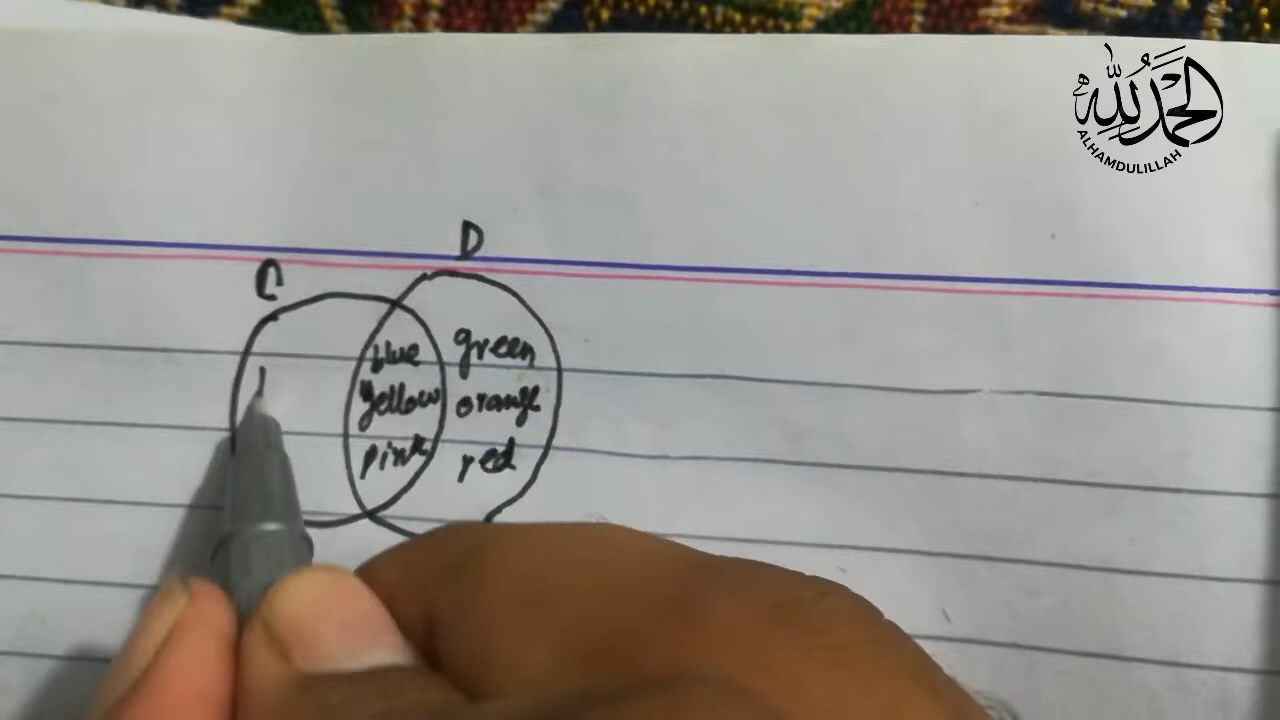 الحمد لله
ALHAMDULILLAH
D
C
blue green
yellow orange
pink red